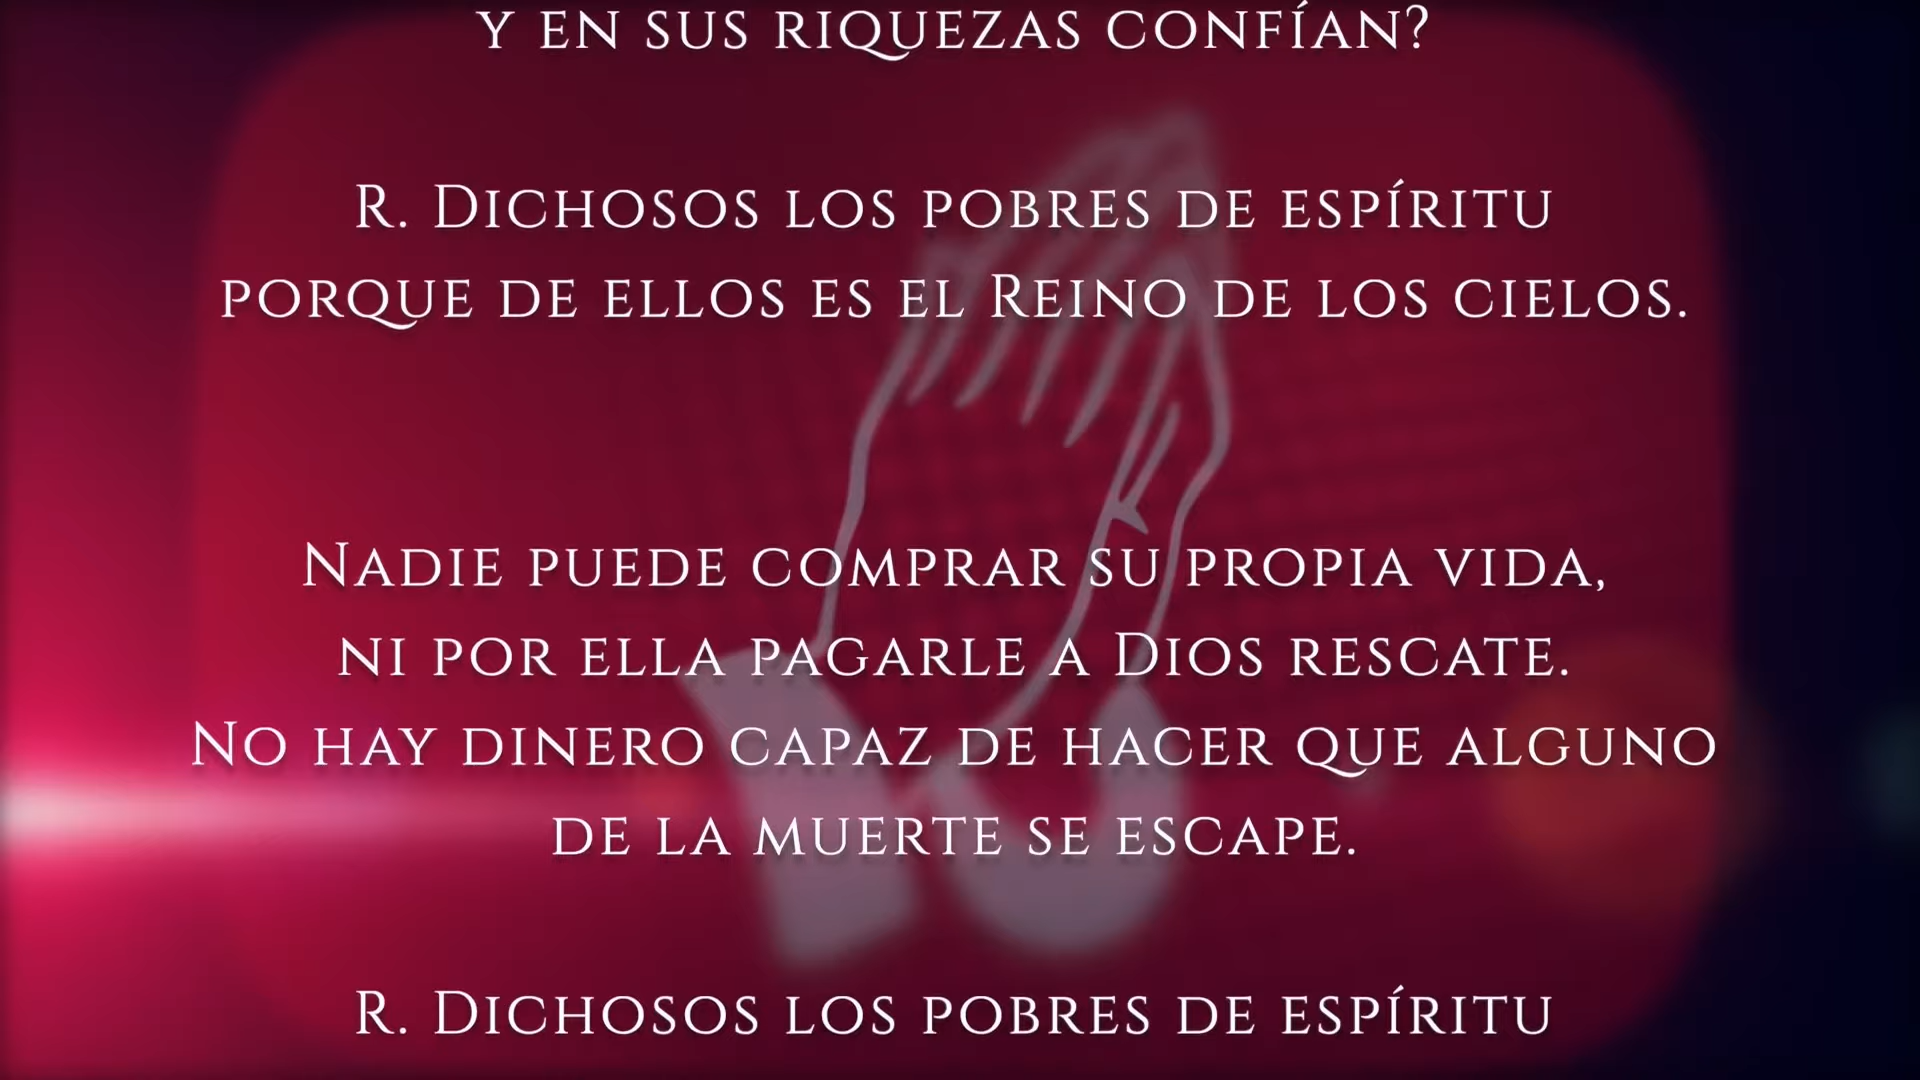 Y EN SUS RIQUEZAS CONFÍAN?
R. DICHOSOS LOS POBRES DE ESPÍRITU
PORQUE DE ELLOS ES EL REINO DE LOS CIELOS.
NADIE PUEDE COMPRAR SU PROPIA VIDA,
NI POR ELLA PAGARLE A DIOS RESCATE.
NO HAY DINERO CAPAZ DE HACER QUE ALGUNO
DE LA MUERTE SE ESCAPE.
R. DICHOSOS LOS POBRES DE ESPÍRITU